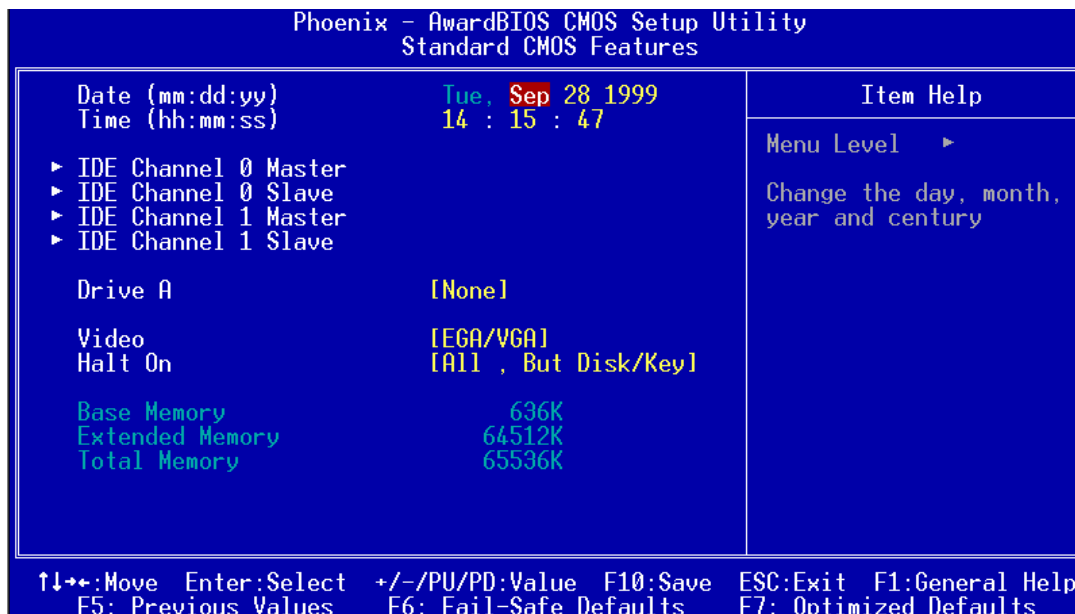 Phoenix - AwardBIOS CMOS Setup Utility
Standard CMOS Features
Date (mm:dd:yy) Tue, Sep 28 1999
Time (hh:mm:ss) 14 : 15 : 47
► IDE Channel 0 Master
► IDE Channel 0 Slave
► IDE Channel 1 Master
► IDE Channel 1 Slave
Drive A [None]
Video [EGA/VGA]
Halt On [All , But Disk/Key]
Base Memory 636K
Extended Memory 64512K
Total Memory 65536K
Item Help
Menu Level ►
Change the day, month,
year and century
↑↓→←:Move Enter:Select +/-/PU/PD:Value F10:Save ESC:Exit F1:General Help
F5: Previous Values F6: Fail-Safe Defaults F7: Optimized Defaults